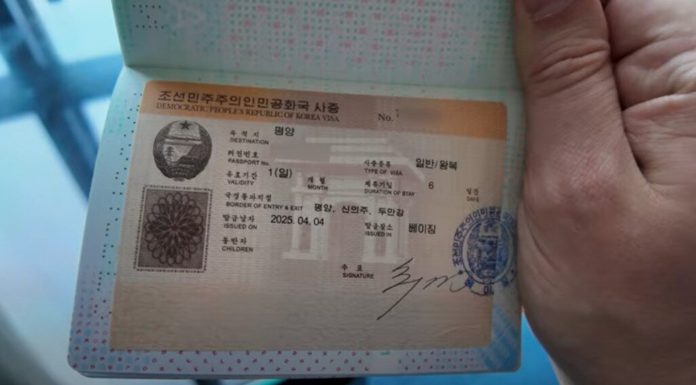 조선민주주의인민공화국 사증
DEMOCRATIC PEOPLE'S REPUBLIC OF KOREA VISA
No.
목적지 평양
DESTINATION
려권번호 사증종류 일반/왕복
PASSPORT No. TYPE OF VISA
유효기간 1(일) 개월 체류기일 6 일간
VALIDITY MONTH DURATION OF STAY DAYS
국경통과지점 평양, 신의주, 두만강
BORDER OF ENTRY & EXIT
발급날자 2025.04.04 발급장소 베이징
ISSUED ON ISSUED IN
동반자
CHILDREN
수표
SIGNATURE